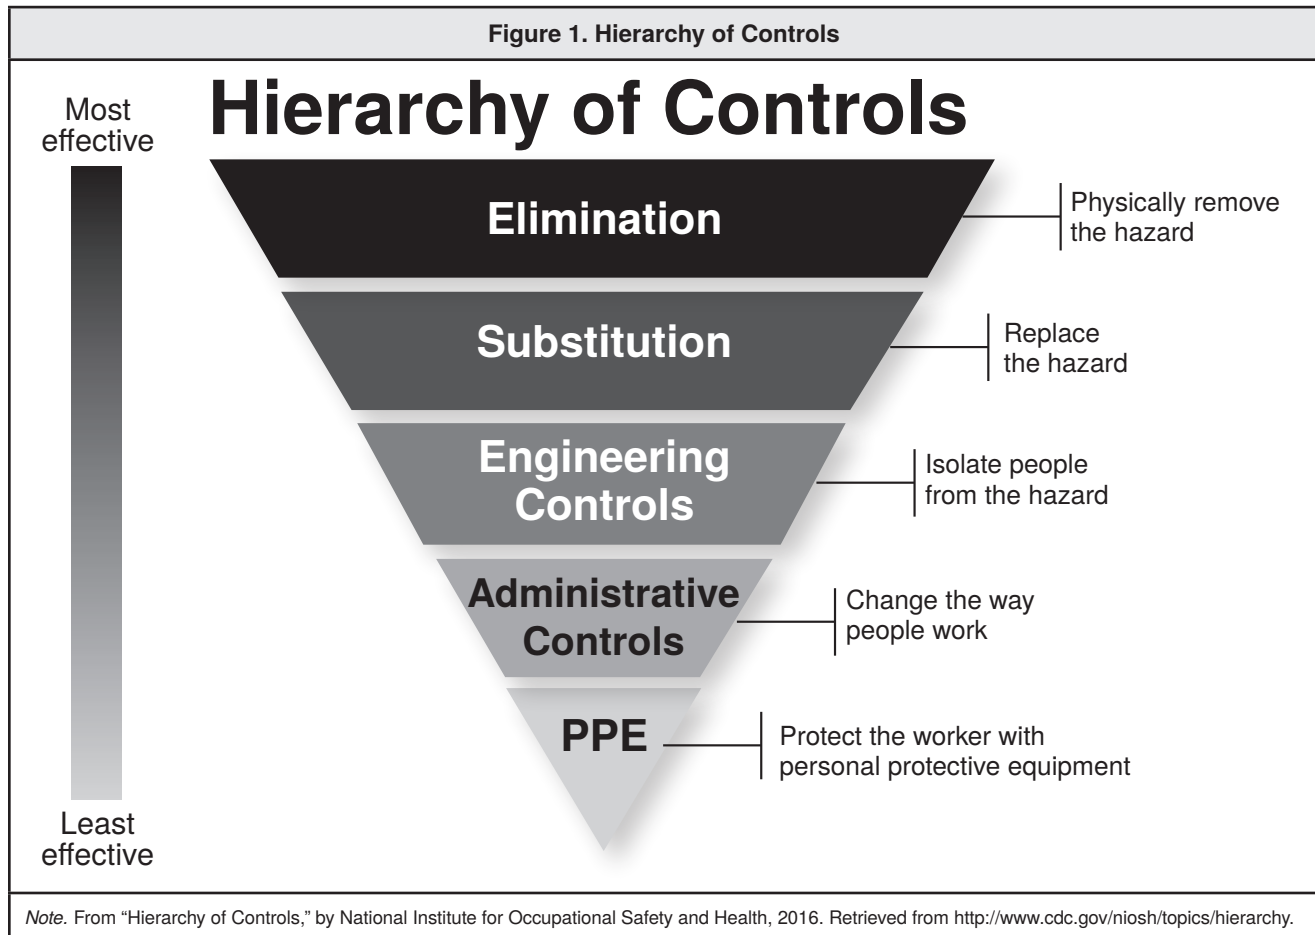 Figure 1. Hierarchy of Controls
Hierarchy of Controls
Most
effective
Elimination
Physically remove
the hazard
Substitution
Replace
the hazard
Engineering
Controls
Isolate people
from the hazard
Administrative
Controls
Change the way
people work
PPE
Protect the worker with
personal protective equipment
Least
effective
Note. From “Hierarchy of Controls,” by National Institute for Occupational Safety and Health, 2016. Retrieved from http://www.cdc.gov/niosh/topics/hierarchy.